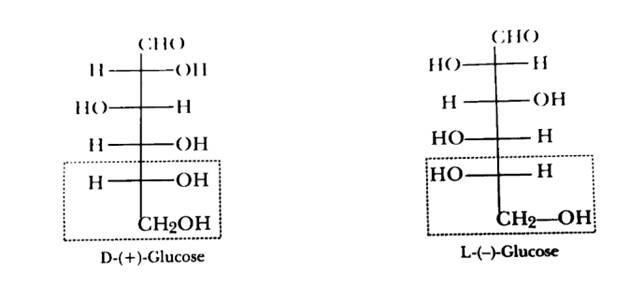 CHO
H OH
HO H
H OH
H OH
CH2OH
D-(+)-Glucose
CHO
HO H
H OH
HO H
HO H
CH2—OH
L-(–)-Glucose